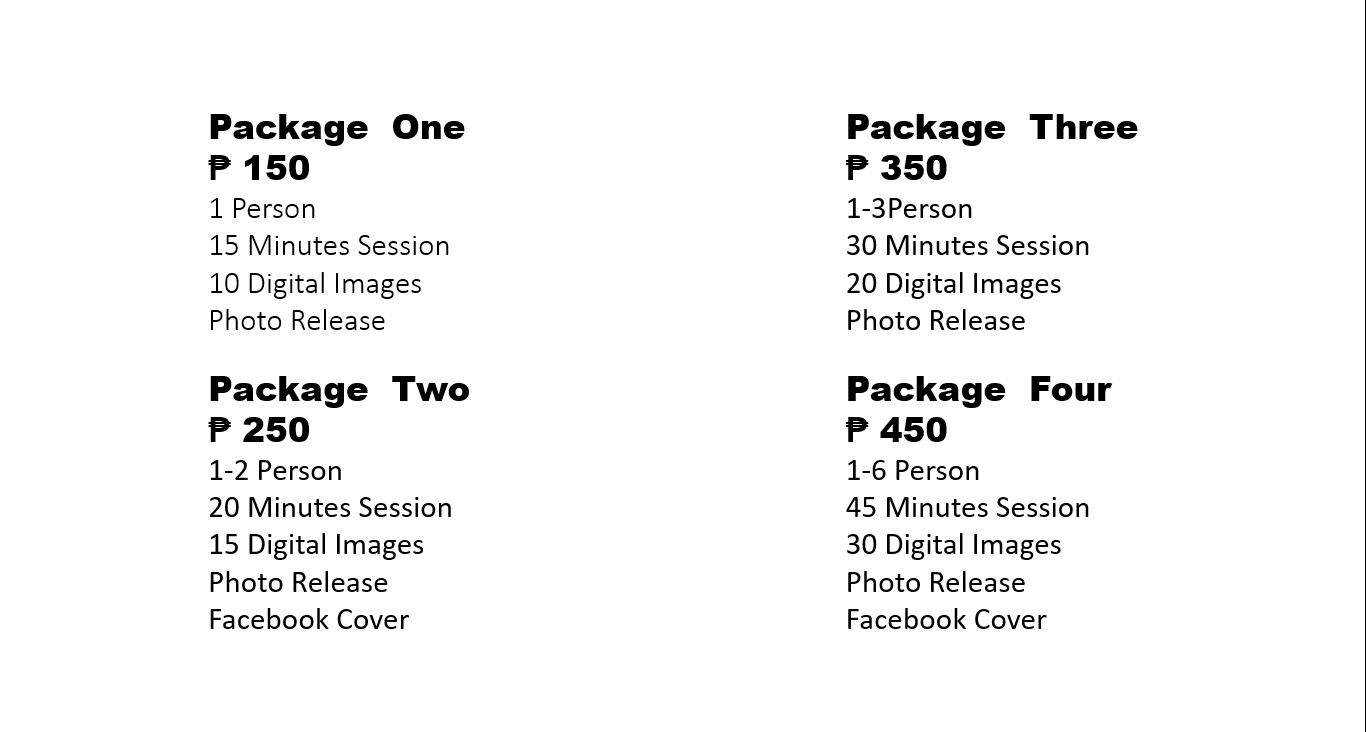 Package One
₱ 150
1 Person
15 Minutes Session
10 Digital Images
Photo Release
Package Two
₱ 250
1-2 Person
20 Minutes Session
15 Digital Images
Photo Release
Facebook Cover
Package Three
₱ 350
1-3Person
30 Minutes Session
20 Digital Images
Photo Release
Package Four
₱ 450
1-6 Person
45 Minutes Session
30 Digital Images
Photo Release
Facebook Cover